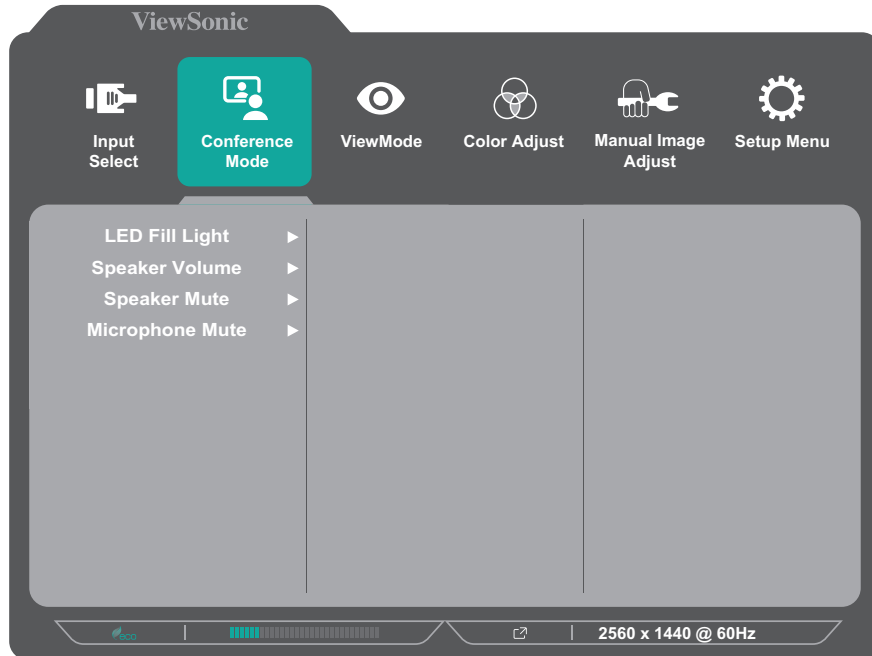 ViewSonic
Input
Select
Conference
Mode
ViewMode
Color Adjust
Manual Image
Adjust
Setup Menu
LED Fill Light
Speaker Volume
Speaker Mute
Microphone Mute
eco
2560 x 1440 @ 60Hz